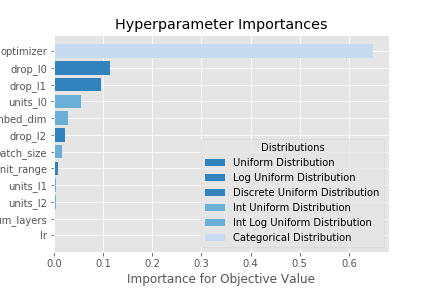 Hyperparameter Importances
optimizer
drop_l0
drop_l1
units_l0
nbed_dim
drop_l2
atch_size
nit_range
units_l1
units_l2
um_layers
lr
Distributions
Uniform Distribution
Log Uniform Distribution
Discrete Uniform Distribution
Int Uniform Distribution
Int Log Uniform Distribution
Categorical Distribution
0.0 0.1 0.2 0.3 0.4 0.5 0.6
Importance for Objective Value